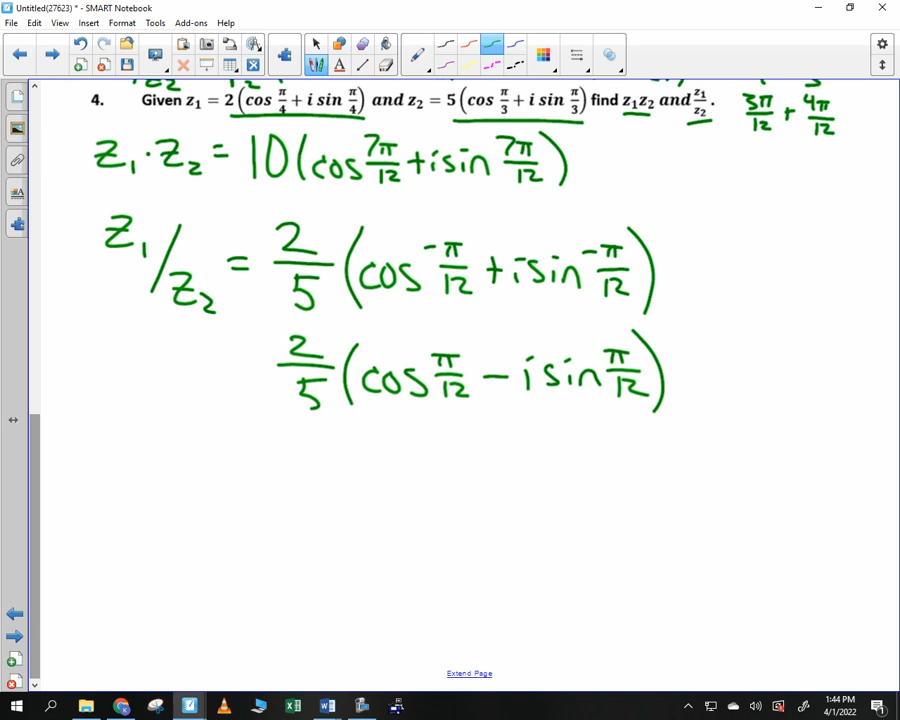 Untitled(27623) * - SMART Notebook
File Edit View Insert Format Tools Add-ons Help
4. Given z₁ = 2 (cos π/4 + i sin π/4) and z₂ = 5 (cos π/3 + i sin π/3) find z₁z₂ and z₁/z₂.
3π/12 + 4π/12
Z₁ · Z₂ = 10(cos 7π/12 + i sin 7π/12)
Z₁/Z₂ = 2/5 (cos -π/12 + i sin -π/12)
2/5 (cos π/12 - i sin π/12)
Extend Page
1:44 PM
4/1/2022
1